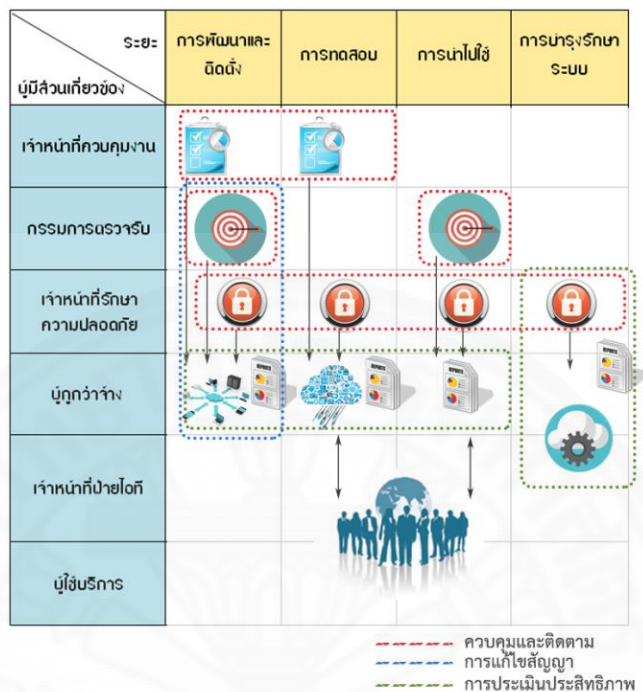 ระยะ
ผู้มีส่วนเกี่ยวข้อง
การพัฒนาและ
ติดตั้ง
การทดสอบ
การนำไปใช้
การบำรุงรักษา
ระบบ
เจ้าหน้าที่ควบคุมงาน
กรรมการตรวจรับ
เจ้าหน้าที่รักษา
ความปลอดภัย
REPORTS
REPORTS
REPORTS
REPORTS
ผู้ถูกว่าจ้าง
เจ้าหน้าที่ฝ่ายไอที
ผู้ใช้บริการ
ควบคุมและติดตาม
การแก้ไขสัญญา
การประเมินประสิทธิภาพ